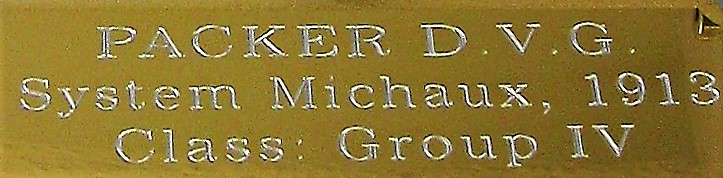 PACKER D.V.G.
System Michaux, 1913
Class: Group IV